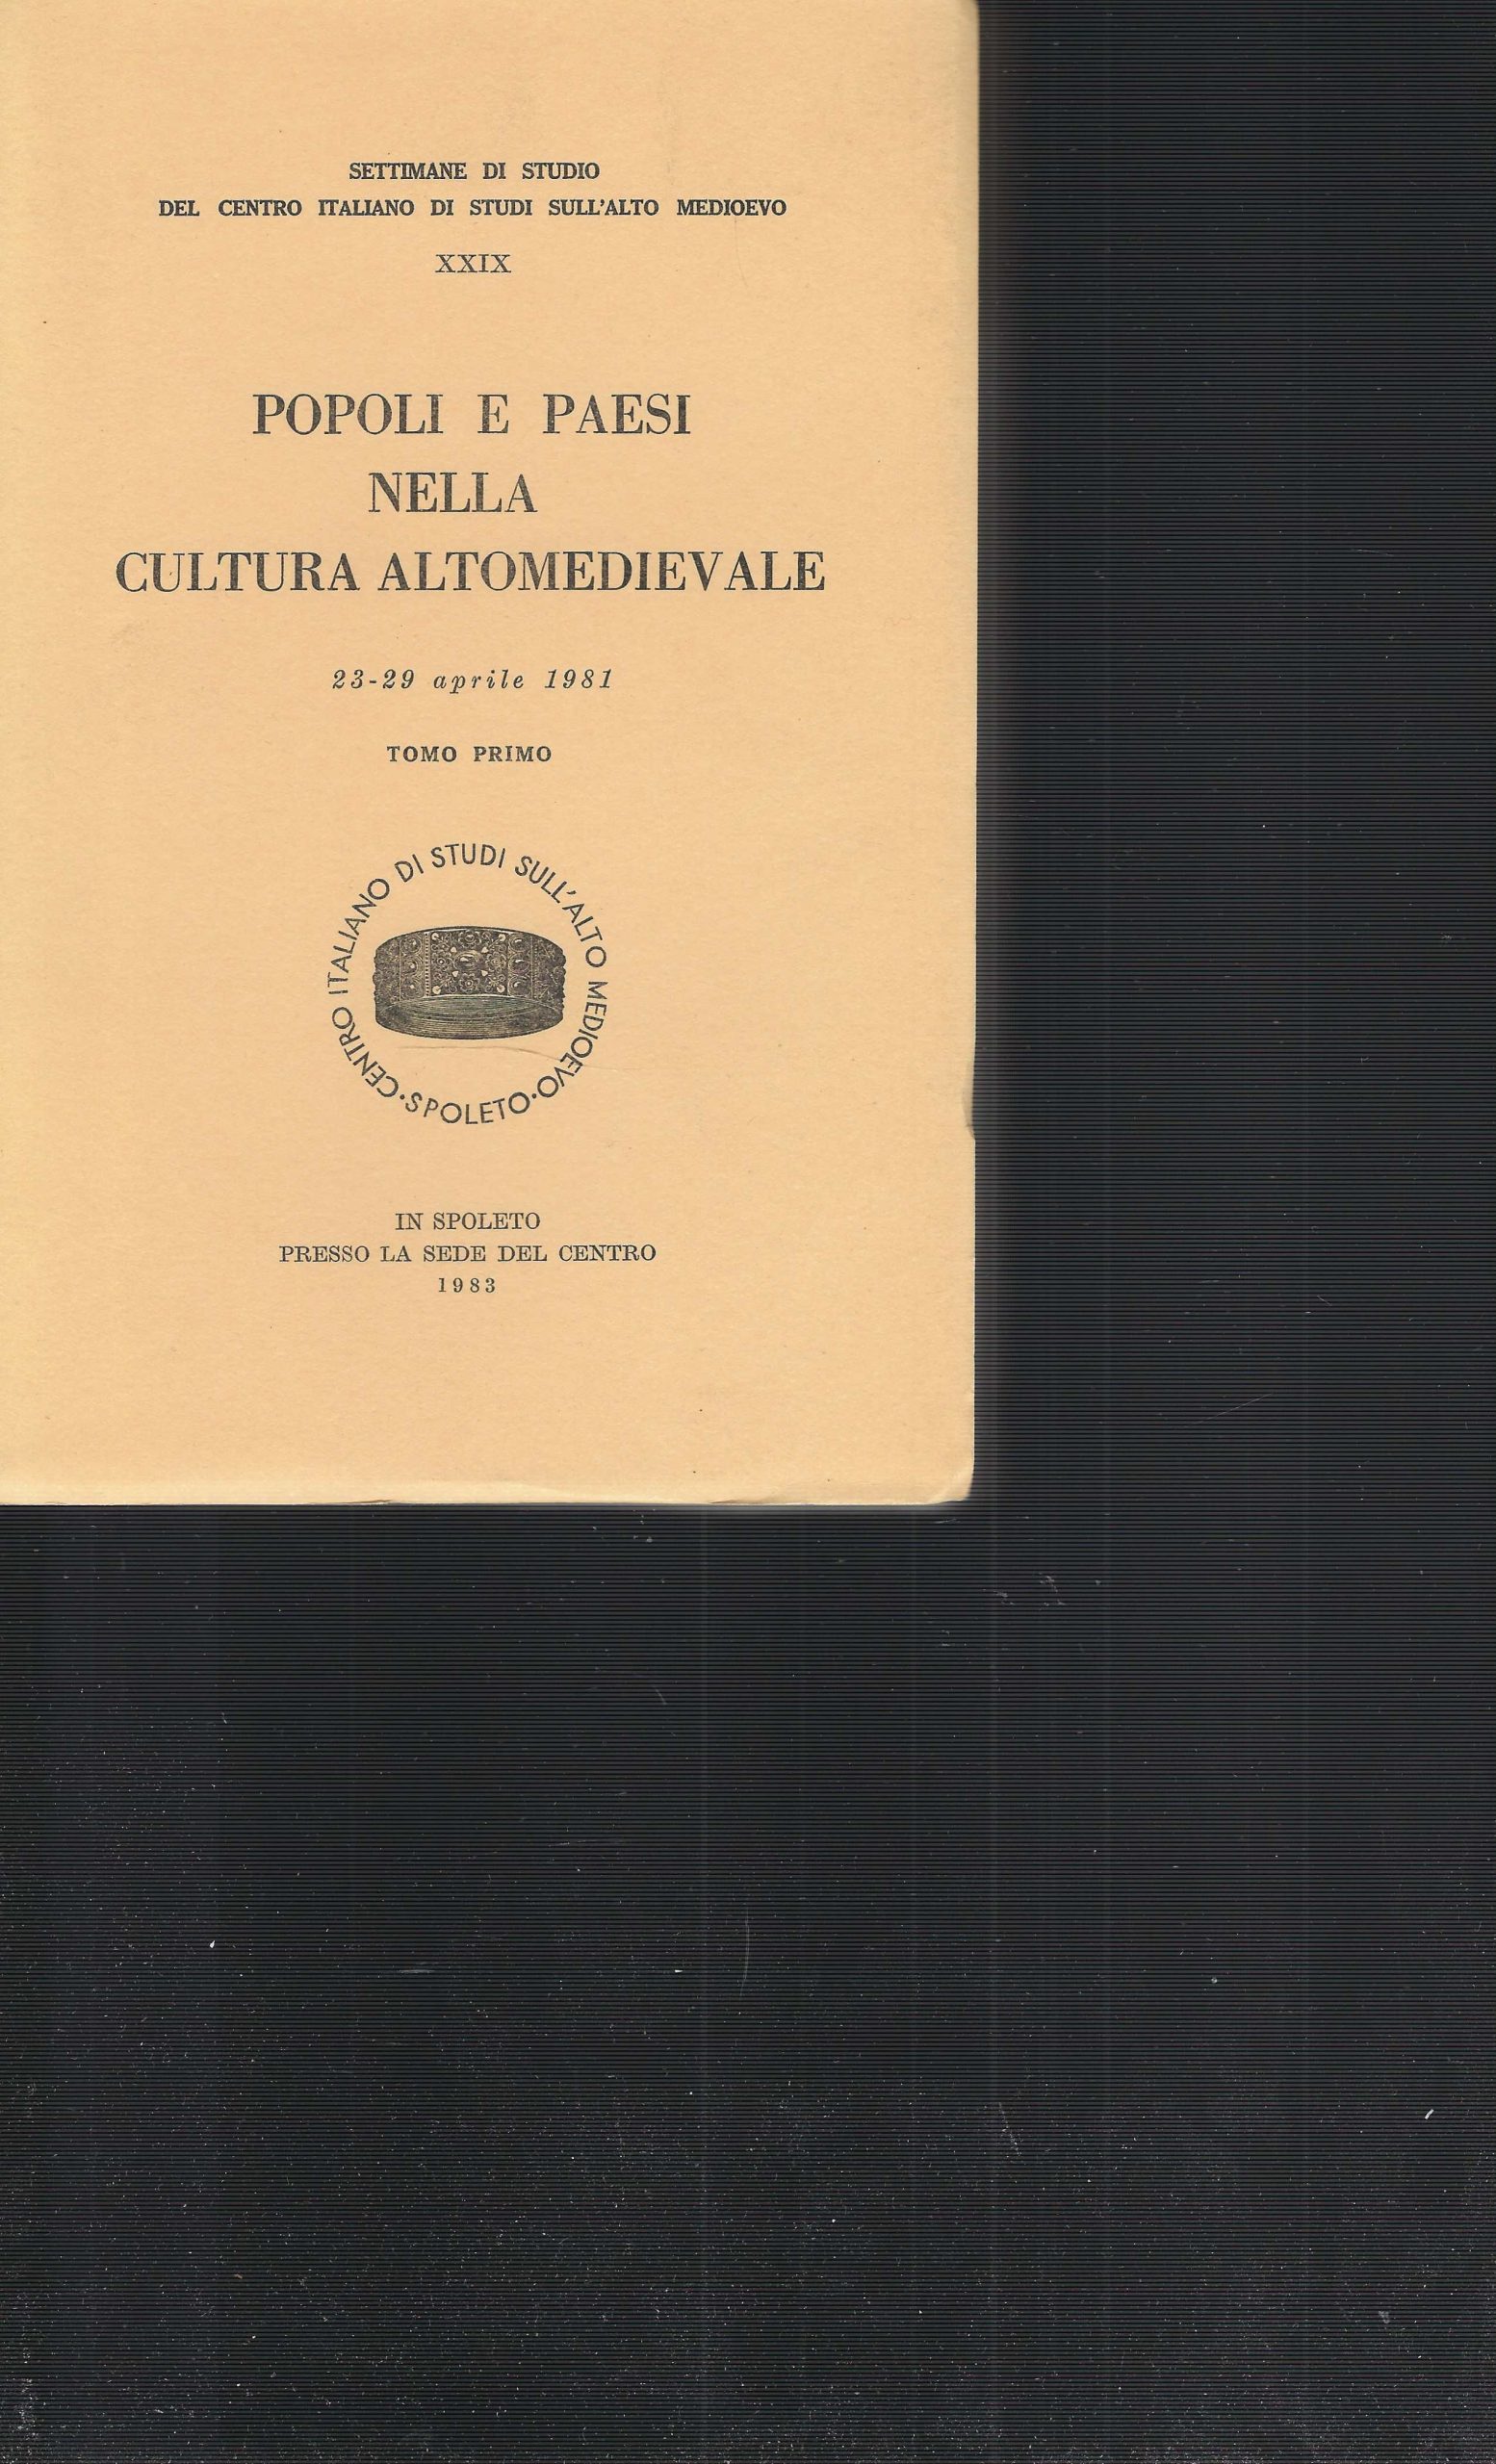 SETTIMANE DI STUDIO
DEL CENTRO ITALIANO DI STUDI SULL'ALTO MEDIOEVO
XXIX
POPOLI E PAESI
NELLA
CULTURA ALTOMEDIEVALE
23-29 aprile 1981
TOMO PRIMO
CENTRO ITALIANO DI STUDI SULL'ALTO MEDIOEVO·SPOLETO·
IN SPOLETO
PRESSO LA SEDE DEL CENTRO
1983